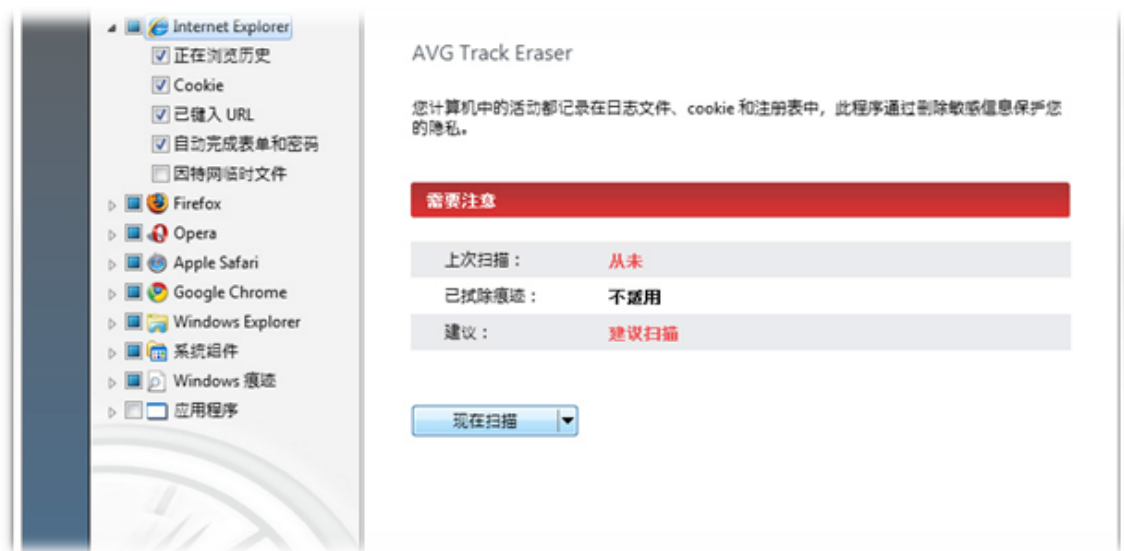 Internet Explorer
正在浏览历史
Cookie
已键入 URL
自动完成表单和密码
因特网临时文件
Firefox
Opera
Apple Safari
Google Chrome
Windows Explorer
系统组件
Windows 痕迹
应用程序
AVG Track Eraser
您计算机中的活动都记录在日志文件、cookie 和注册表中，此程序通过删除敏感信息保护您
的隐私。
需要注意
上次扫描： 从未
已拭除痕迹： 不适用
建议： 建议扫描
现在扫描